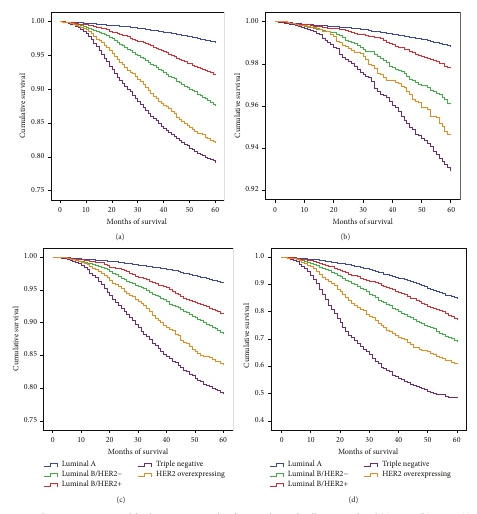 1.00
0.95
0.90
0.85
0.80
0.75
Cumulative survival
0 10 20 30 40 50 60
Months of survival
(a)
1.00
0.98
0.96
0.94
0.92
Cumulative survival
0 10 20 30 40 50 60
Months of survival
(b)
1.00
0.95
0.90
0.85
0.80
0.75
Cumulative survival
0 10 20 30 40 50 60
Months of survival
Luminal A
Luminal B/HER2−
Luminal B/HER2+
Triple negative
HER2 overexpressing
(c)
1.0
0.9
0.8
0.7
0.6
0.5
0.4
Cumulative survival
0 10 20 30 40 50 60
Months of survival
Luminal A
Luminal B/HER2−
Luminal B/HER2+
Triple negative
HER2 overexpressing
(d)